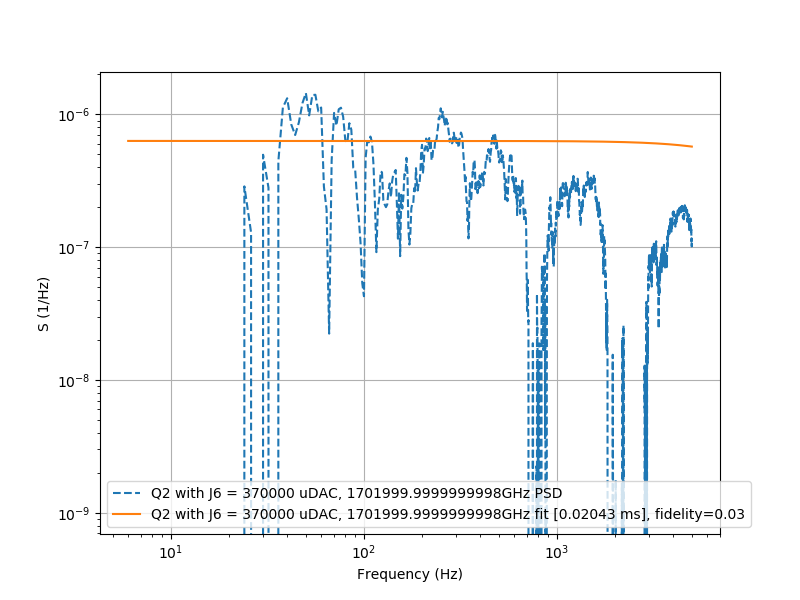 10⁻⁶
10⁻⁷
10⁻⁸
10⁻⁹
S (1/Hz)
Q2 with J6 = 370000 uDAC, 1701999.9999999998GHz PSD
Q2 with J6 = 370000 uDAC, 1701999.9999999998GHz fit [0.02043 ms], fidelity=0.03
10¹ 10² 10³
Frequency (Hz)